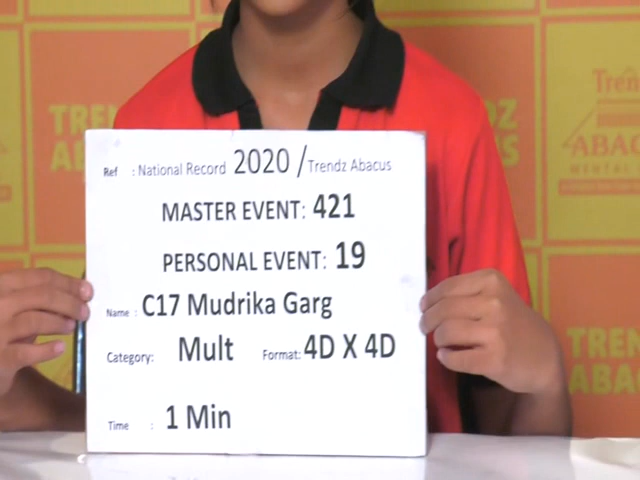 Ref : National Record 2020 / Trendz Abacus
MASTER EVENT: 421
PERSONAL EVENT: 19
Name : C17 Mudrika Garg
Category: Mult Format: 4D X 4D
Time : 1 Min